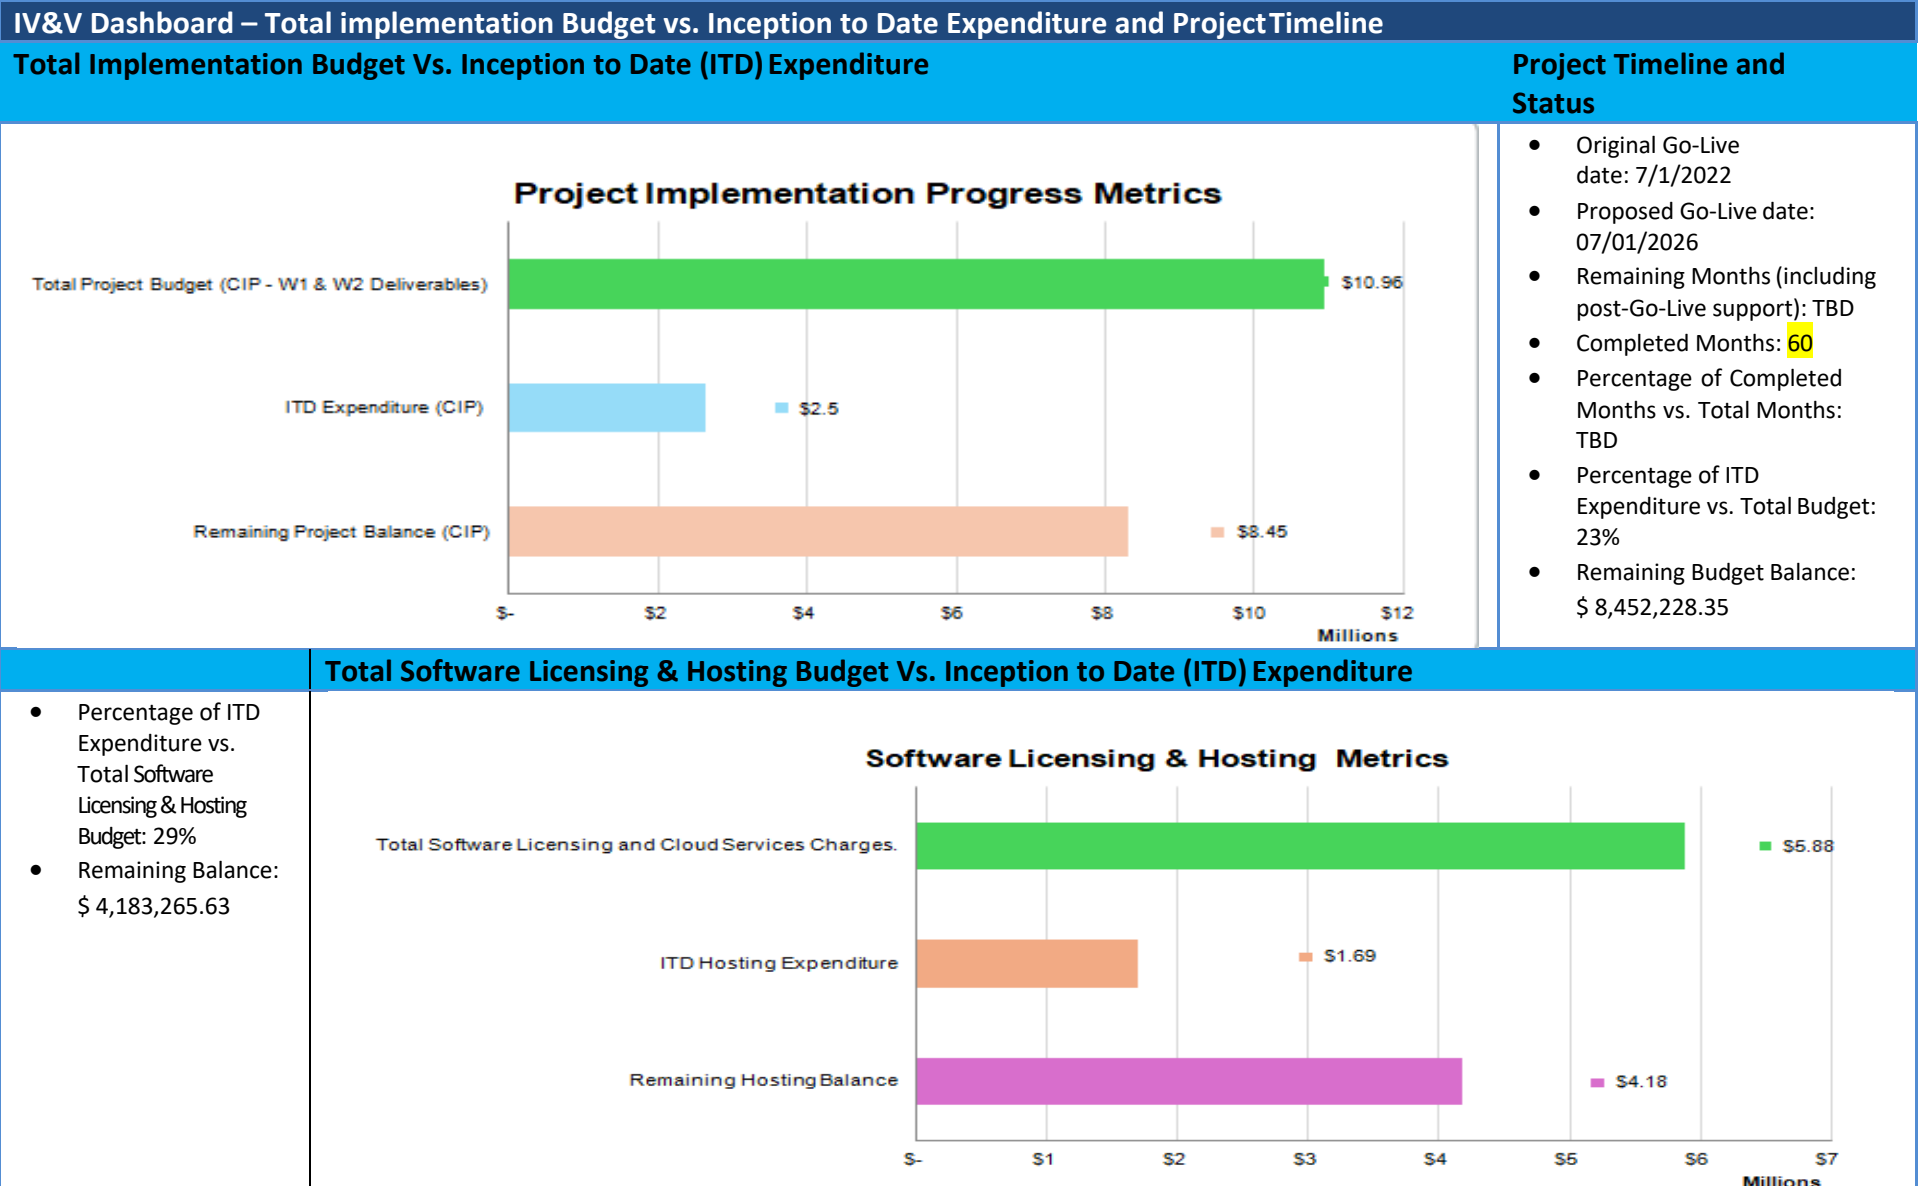 IV&V Dashboard – Total implementation Budget vs. Inception to Date Expenditure and Project Timeline
Total Implementation Budget Vs. Inception to Date (ITD) Expenditure
Project Timeline and
Status
Project Implementation Progress Metrics
Total Project Budget (CIP - W1 & W2 Deliverables)
$10.96
ITD Expenditure (CIP)
$2.5
Remaining Project Balance (CIP)
$8.45
$- $2 $4 $6 $8 $10 $12
Millions
• Original Go-Live
date: 7/1/2022
• Proposed Go-Live date:
07/01/2026
• Remaining Months (including
post-Go-Live support): TBD
• Completed Months: 60
• Percentage of Completed
Months vs. Total Months:
TBD
• Percentage of ITD
Expenditure vs. Total Budget:
23%
• Remaining Budget Balance:
$ 8,452,228.35
Total Software Licensing & Hosting Budget Vs. Inception to Date (ITD) Expenditure
• Percentage of ITD
Expenditure vs.
Total Software
Licensing & Hosting
Budget: 29%
• Remaining Balance:
$ 4,183,265.63
Software Licensing & Hosting Metrics
Total Software Licensing and Cloud Services Charges.
$5.88
ITD Hosting Expenditure
$1.69
Remaining Hosting Balance
$4.18
$- $1 $2 $3 $4 $5 $6 $7
Millions